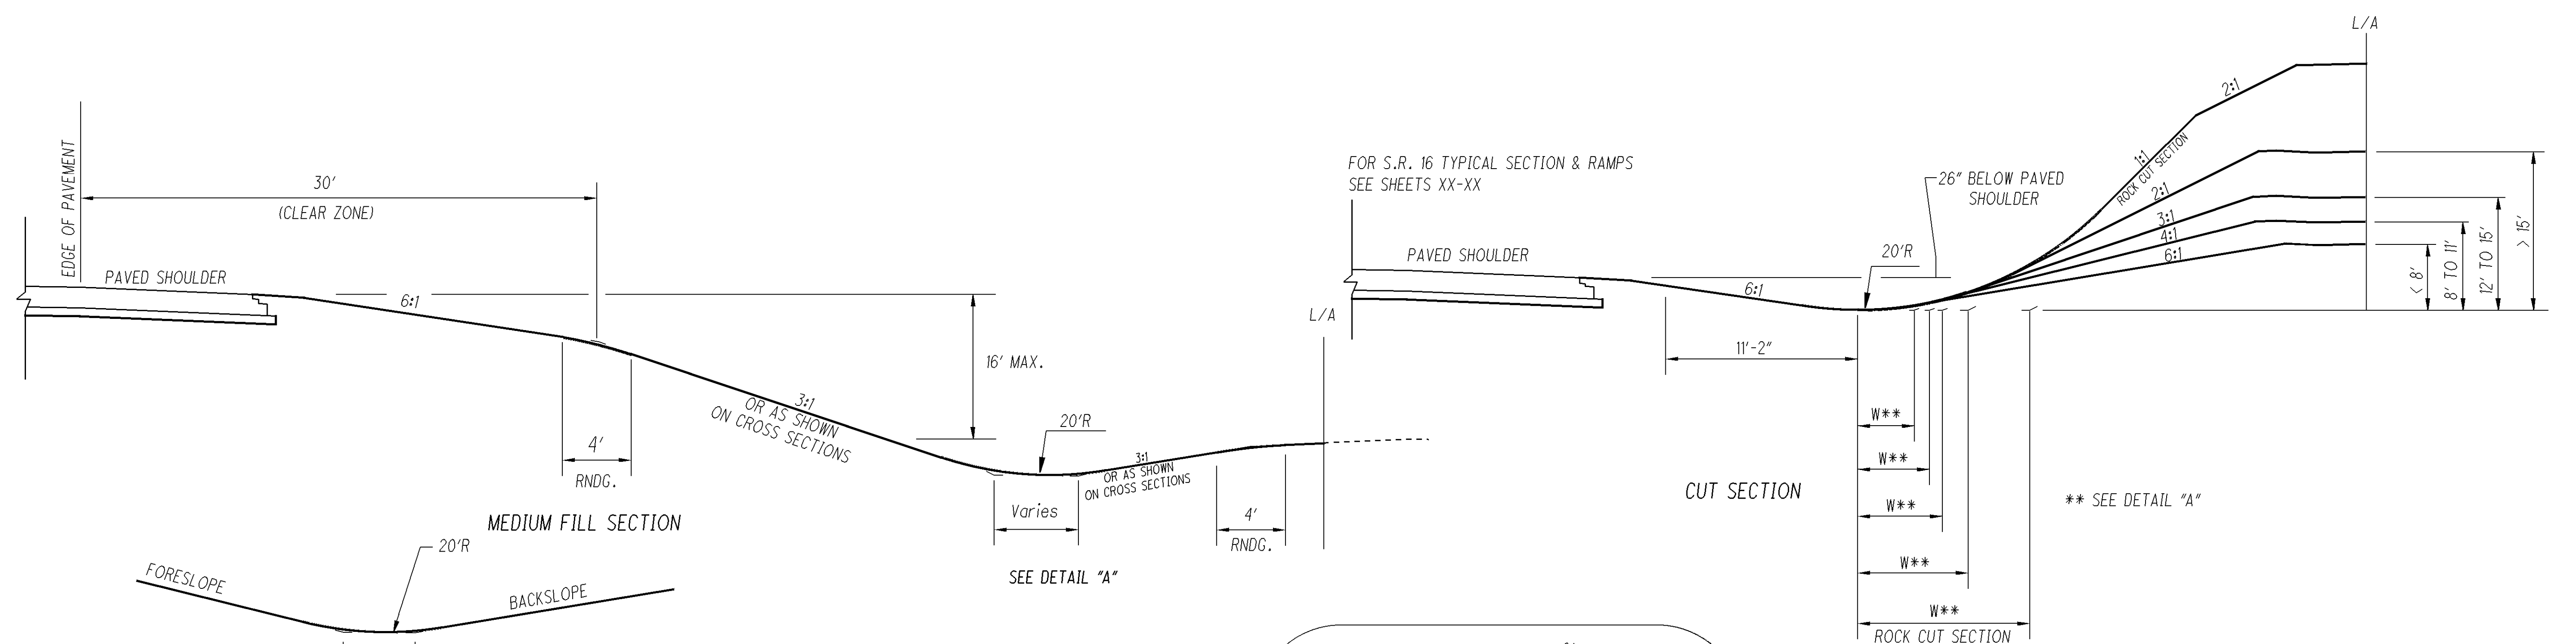 EDGE OF PAVEMENT
30'
(CLEAR ZONE)
PAVED SHOULDER
6:1
16' MAX.
4'
RNDG.
3:1
OR AS SHOWN
ON CROSS SECTIONS
20'R
3:1
OR AS SHOWN
ON CROSS SECTIONS
Varies
4'
RNDG.
L/A
SEE DETAIL "A"
MEDIUM FILL SECTION
20'R
FORESLOPE
BACKSLOPE
FOR S.R. 16 TYPICAL SECTION & RAMPS
SEE SHEETS XX-XX
PAVED SHOULDER
6:1
11'-2"
20'R
26" BELOW PAVED
SHOULDER
L/A
2:1
1:1
ROCK CUT SECTION
2:1
3:1
4:1
6:1
< 8'
8' TO 11'
12' TO 15'
> 15'
W**
W**
W**
W**
W**
ROCK CUT SECTION
CUT SECTION
** SEE DETAIL "A"